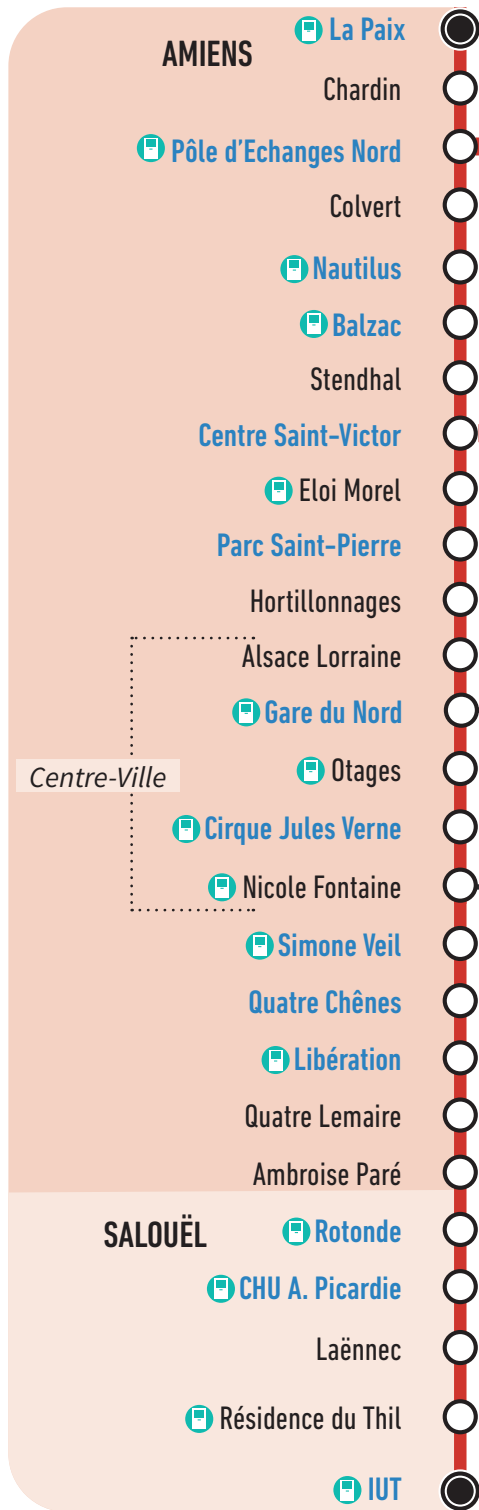 La Paix
AMIENS
Chardin
Pôle d'Echanges Nord
Colvert
Nautilus
Balzac
Stendhal
Centre Saint-Victor
Eloi Morel
Parc Saint-Pierre
Hortillonnages
Alsace Lorraine
Gare du Nord
Otages
Centre-Ville
Cirque Jules Verne
Nicole Fontaine
Simone Veil
Quatre Chênes
Libération
Quatre Lemaire
Ambroise Paré
SALOUËL
Rotonde
CHU A. Picardie
Laënnec
Résidence du Thil
IUT